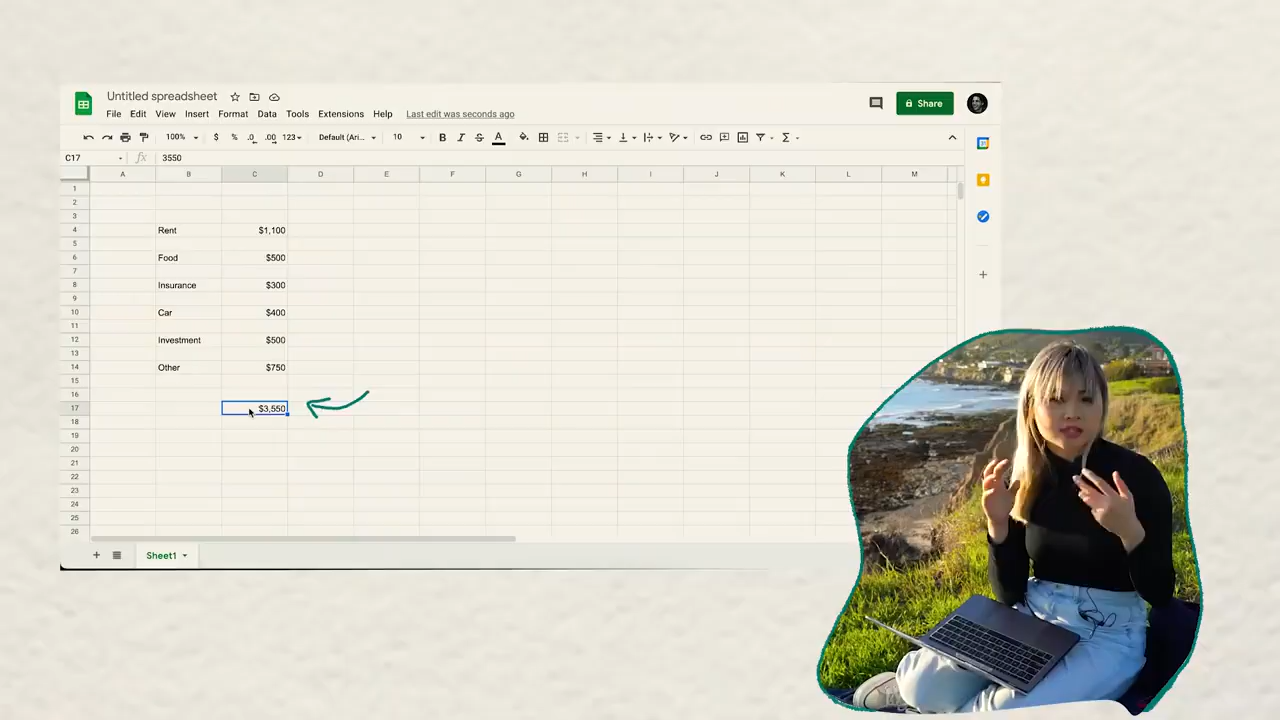 Untitled spreadsheet
File Edit View Insert Format Data Tools Extensions Help Last edit was seconds ago
Share
100% $ % .0 .00 123 Default (Ari... 10 B I S A Σ
C17 fx 3550
A B C D E F G H I J K L M
1
2
3
4 Rent $1,100
5
6 Food $500
7
8 Insurance $300
9
10 Car $400
11
12 Investment $500
13
14 Other $750
15
16
17 $3,550
18
19
20
21
22
23
24
25
26
+ Sheet1